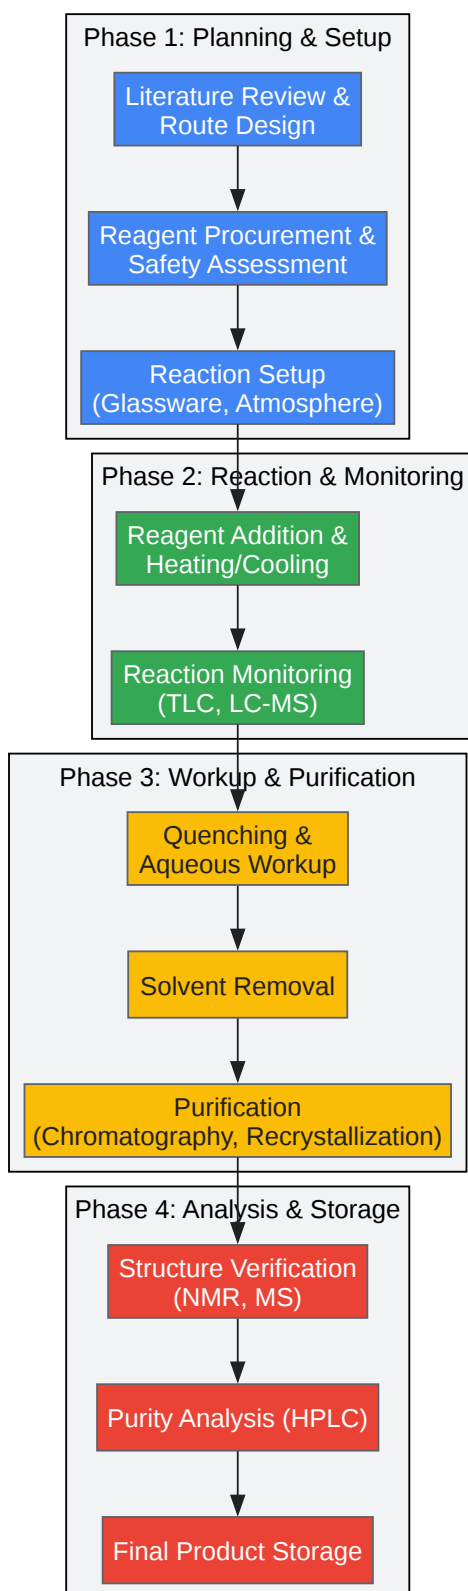 Phase 1: Planning & Setup
Literature Review &
Route Design
Reagent Procurement &
Safety Assessment
Reaction Setup
(Glassware, Atmosphere)
Phase 2: Reaction & Monitoring
Reagent Addition &
Heating/Cooling
Reaction Monitoring
(TLC, LC-MS)
Phase 3: Workup & Purification
Quenching &
Aqueous Workup
Solvent Removal
Purification
(Chromatography, Recrystallization)
Phase 4: Analysis & Storage
Structure Verification
(NMR, MS)
Purity Analysis (HPLC)
Final Product Storage